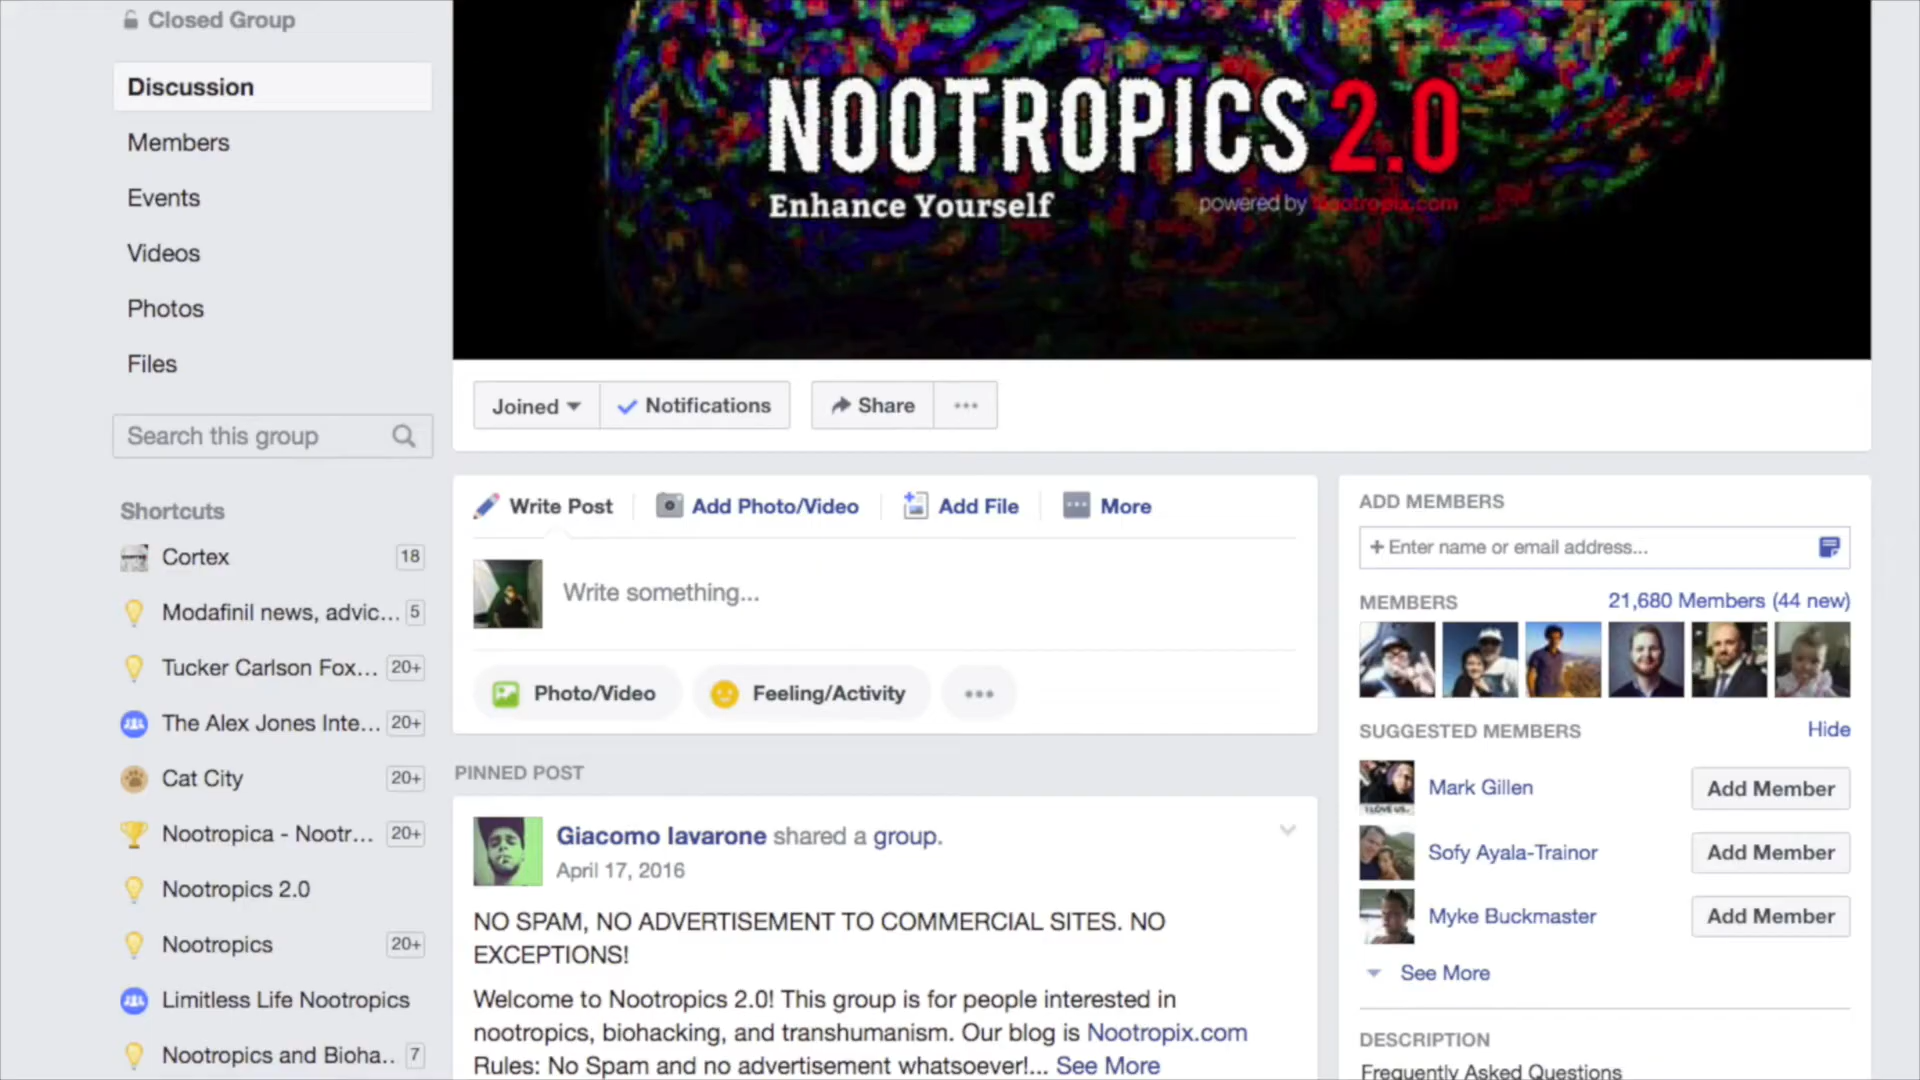 Closed Group
Discussion
Members
Events
Videos
Photos
Files
Search this group
Shortcuts
Cortex 18
Modafinil news, advic... 5
Tucker Carlson Fox... 20+
The Alex Jones Inte... 20+
Cat City 20+
Nootropica - Nootr... 20+
Nootropics 2.0
Nootropics 20+
Limitless Life Nootropics
Nootropics and Bioha.. 7
NOOTROPICS 2.0
Enhance Yourself
powered by Nootropix.com
Joined
Notifications
Share
Write Post
Add Photo/Video
Add File
More
Write something...
Photo/Video
Feeling/Activity
PINNED POST
Giacomo Iavarone shared a group.
April 17, 2016
NO SPAM, NO ADVERTISEMENT TO COMMERCIAL SITES. NO
EXCEPTIONS!
Welcome to Nootropics 2.0! This group is for people interested in
nootropics, biohacking, and transhumanism. Our blog is Nootropix.com
Rules: No Spam and no advertisement whatsoever!... See More
ADD MEMBERS
+ Enter name or email address...
MEMBERS 21,680 Members (44 new)
SUGGESTED MEMBERS Hide
I LOVE US..
Mark Gillen Add Member
Sofy Ayala-Trainor Add Member
Myke Buckmaster Add Member
See More
DESCRIPTION
Frequently Asked Questions